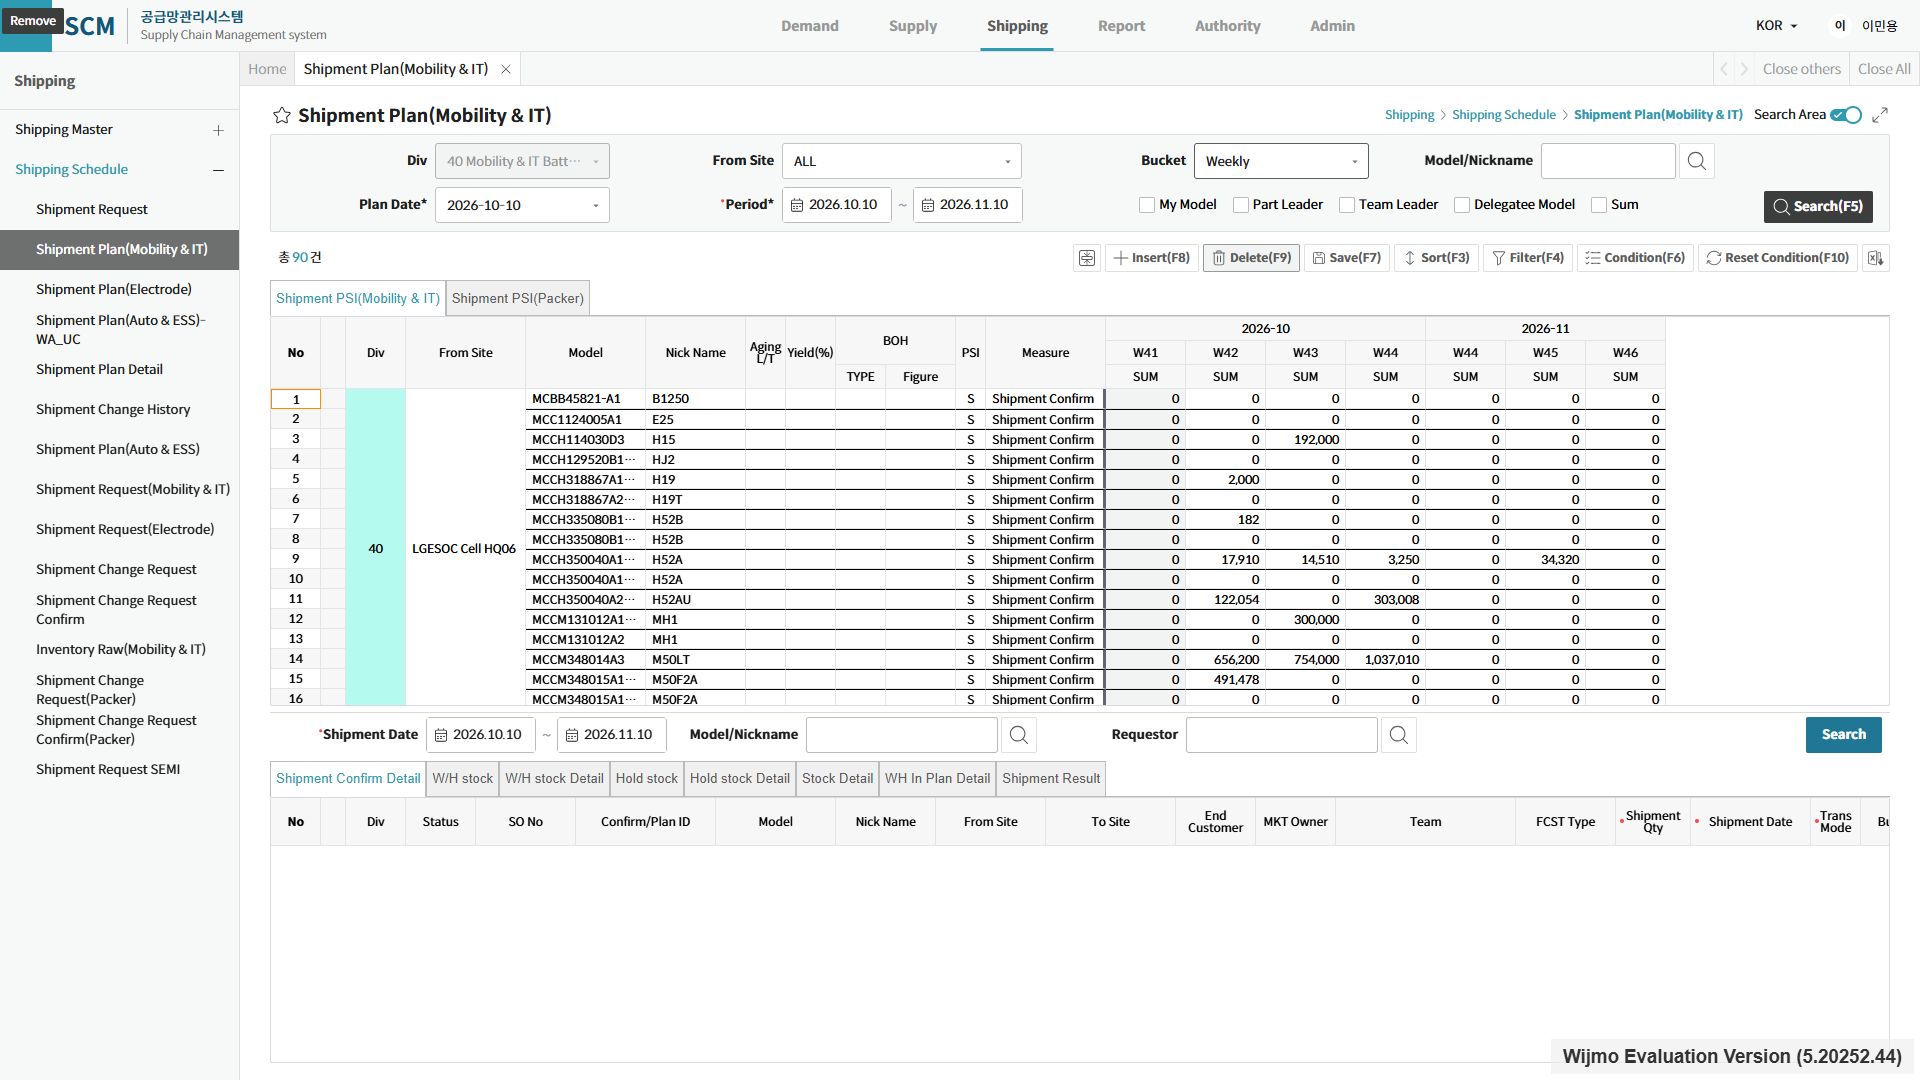 Remove
SCM
공급망관리시스템
Supply Chain Management system
Demand
Supply
Shipping
Report
Authority
Admin
KOR
이
이민용
Shipping
Home
Shipment Plan(Mobility & IT)
Close others
Close All
Shipping Master
Shipping Schedule
Shipment Request
Shipment Plan(Mobility & IT)
Shipment Plan(Electrode)
Shipment Plan(Auto & ESS)-
WA_UC
Shipment Plan Detail
Shipment Change History
Shipment Plan(Auto & ESS)
Shipment Request(Mobility & IT)
Shipment Request(Electrode)
Shipment Change Request
Shipment Change Request
Confirm
Inventory Raw(Mobility & IT)
Shipment Change
Request(Packer)
Shipment Change Request
Confirm(Packer)
Shipment Request SEMI
Shipment Plan(Mobility & IT)
Shipping > Shipping Schedule > Shipment Plan(Mobility & IT)
Search Area
Div 40 Mobility & IT Batt···
From Site ALL
Bucket Weekly
Model/Nickname
Plan Date* 2026-10-10
*Period* 2026.10.10 ~ 2026.11.10
My Model
Part Leader
Team Leader
Delegatee Model
Sum
Search(F5)
총 90 건
Insert(F8)
Delete(F9)
Save(F7)
Sort(F3)
Filter(F4)
Condition(F6)
Reset Condition(F10)
Shipment PSI(Mobility & IT)
Shipment PSI(Packer)
No Div From Site Model Nick Name Aging L/T Yield(%) BOH PSI Measure 2026-10 2026-11
W41 W42 W43 W44 W44 W45 W46
TYPE Figure SUM SUM SUM SUM SUM SUM SUM
40
LGESOC Cell HQ06
1 MCBB45821-A1 B1250 S Shipment Confirm 0 0 0 0 0 0 0
2 MCC1124005A1 E25 S Shipment Confirm 0 0 0 0 0 0 0
3 MCCH114030D3 H15 S Shipment Confirm 0 0 192,000 0 0 0 0
4 MCCH129520B1··· HJ2 S Shipment Confirm 0 0 0 0 0 0 0
5 MCCH318867A1··· H19 S Shipment Confirm 0 2,000 0 0 0 0 0
6 MCCH318867A2··· H19T S Shipment Confirm 0 0 0 0 0 0 0
7 MCCH335080B1··· H52B S Shipment Confirm 0 182 0 0 0 0 0
8 MCCH335080B1··· H52B S Shipment Confirm 0 0 0 0 0 0 0
9 MCCH350040A1··· H52A S Shipment Confirm 0 17,910 14,510 3,250 0 34,320 0
10 MCCH350040A1··· H52A S Shipment Confirm 0 0 0 0 0 0 0
11 MCCH350040A2··· H52AU S Shipment Confirm 0 122,054 0 303,008 0 0 0
12 MCCM131012A1··· MH1 S Shipment Confirm 0 0 300,000 0 0 0 0
13 MCCM131012A2 MH1 S Shipment Confirm 0 0 0 0 0 0 0
14 MCCM348014A3 M50LT S Shipment Confirm 0 656,200 754,000 1,037,010 0 0 0
15 MCCM348015A1··· M50F2A S Shipment Confirm 0 491,478 0 0 0 0 0
16 MCCM348015A1··· M50F2A S Shipment Confirm 0 0 0 0 0 0 0
*Shipment Date 2026.10.10 ~ 2026.11.10
Model/Nickname
Requestor
Search
Shipment Confirm Detail
W/H stock
W/H stock Detail
Hold stock
Hold stock Detail
Stock Detail
WH In Plan Detail
Shipment Result
No Div Status SO No Confirm/Plan ID Model Nick Name From Site To Site End Customer MKT Owner Team FCST Type Shipment Qty Shipment Date Trans Mode Bu
Wijmo Evaluation Version (5.20252.44)